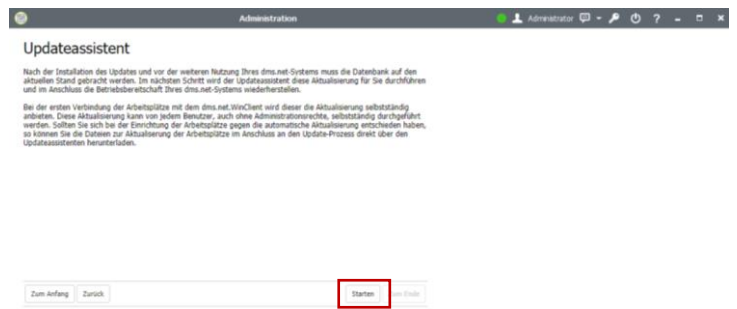 Administration
Administrator
?
Updateassistent
Nach der Installation des Updates und vor der weiteren Nutzung Ihres dms.net-Systems muss die Datenbank auf den
aktuellen Stand gebracht werden. Im nächsten Schritt wird der Updateassistent diese Aktualisierung für Sie durchführen
und im Anschluss die Betriebsbereitschaft Ihres dms.net-Systems wiederherstellen.
Bei der ersten Verbindung der Arbeitsplätze mit dem dms.net.WinClient wird dieser die Aktualisierung selbstständig
anbieten. Diese Aktualisierung kann von jedem Benutzer, auch ohne Administrationsrechte, selbstständig durchgeführt
werden. Sollten Sie sich bei der Einrichtung der Arbeitsplätze gegen die automatische Aktualisierung entschieden haben,
so können Sie die Dateien zur Aktualiserung der Arbeitsplätze im Anschluss an den Update-Prozess direkt über den
Updateassistenten herunterladen.
Zum Anfang
Zurück
Starten
Ende